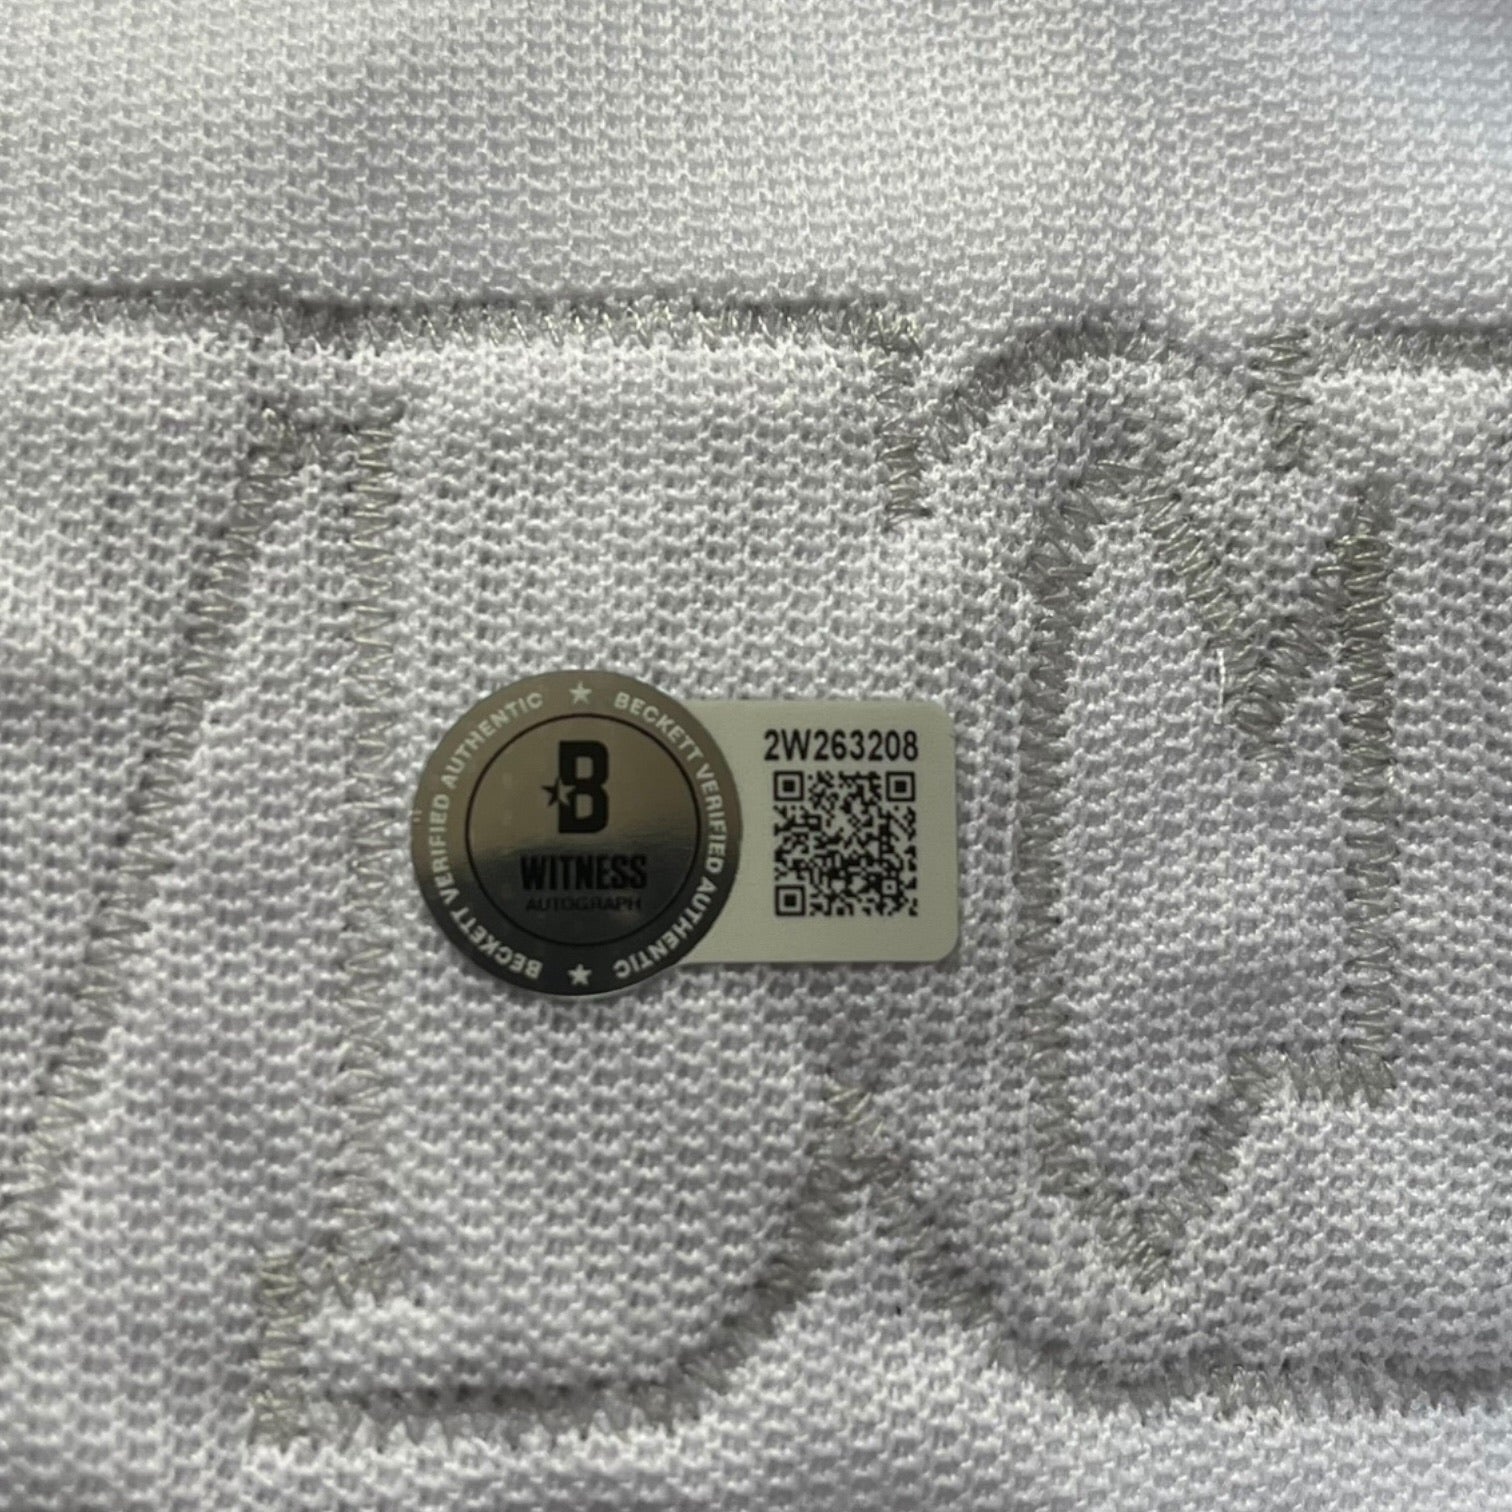 BECKETT VERIFIED AUTHENTIC
BECKETT VERIFIED AUTHENTIC
B
WITNESS
AUTOGRAPH
2W263208